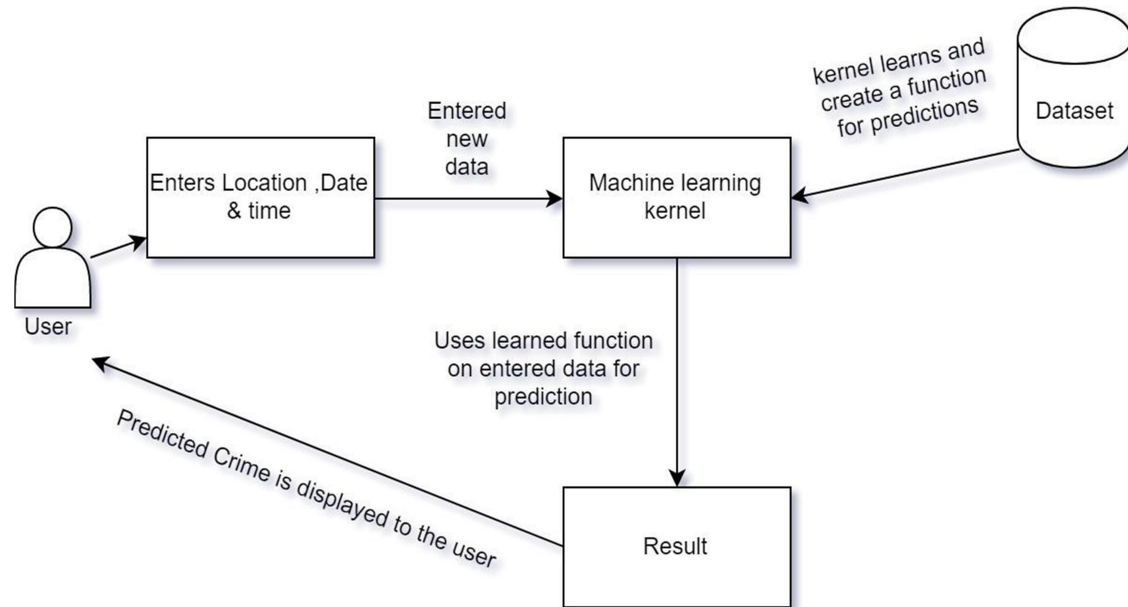 kernel learns and
create a function
for predictions
Dataset
Entered
new
data
Enters Location ,Date
& time
Machine learning
kernel
User
Uses learned function
on entered data for
prediction
Predicted Crime is displayed to the user
Result